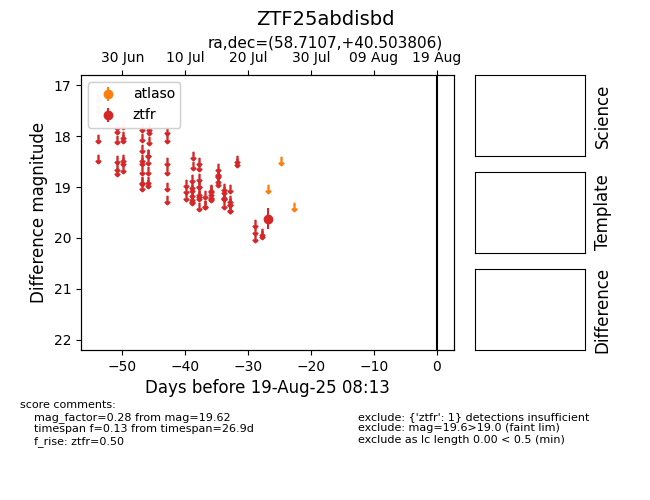 ZTF25abdisbd
ra,dec=(58.7107,+40.503806)
30 Jun 10 Jul 20 Jul 30 Jul 09 Aug 19 Aug
atlaso
ztfr
17
18
19
20
21
22
Difference magnitude
−50 −40 −30 −20 −10 0
Days before 19-Aug-25 08:13
Science
Template
Difference
score comments:
mag_factor=0.28 from mag=19.62
timespan f=0.13 from timespan=26.9d
f_rise: ztfr=0.50
exclude: {'ztfr': 1} detections insufficient
exclude: mag=19.6>19.0 (faint lim)
exclude as lc length 0.00 < 0.5 (min)